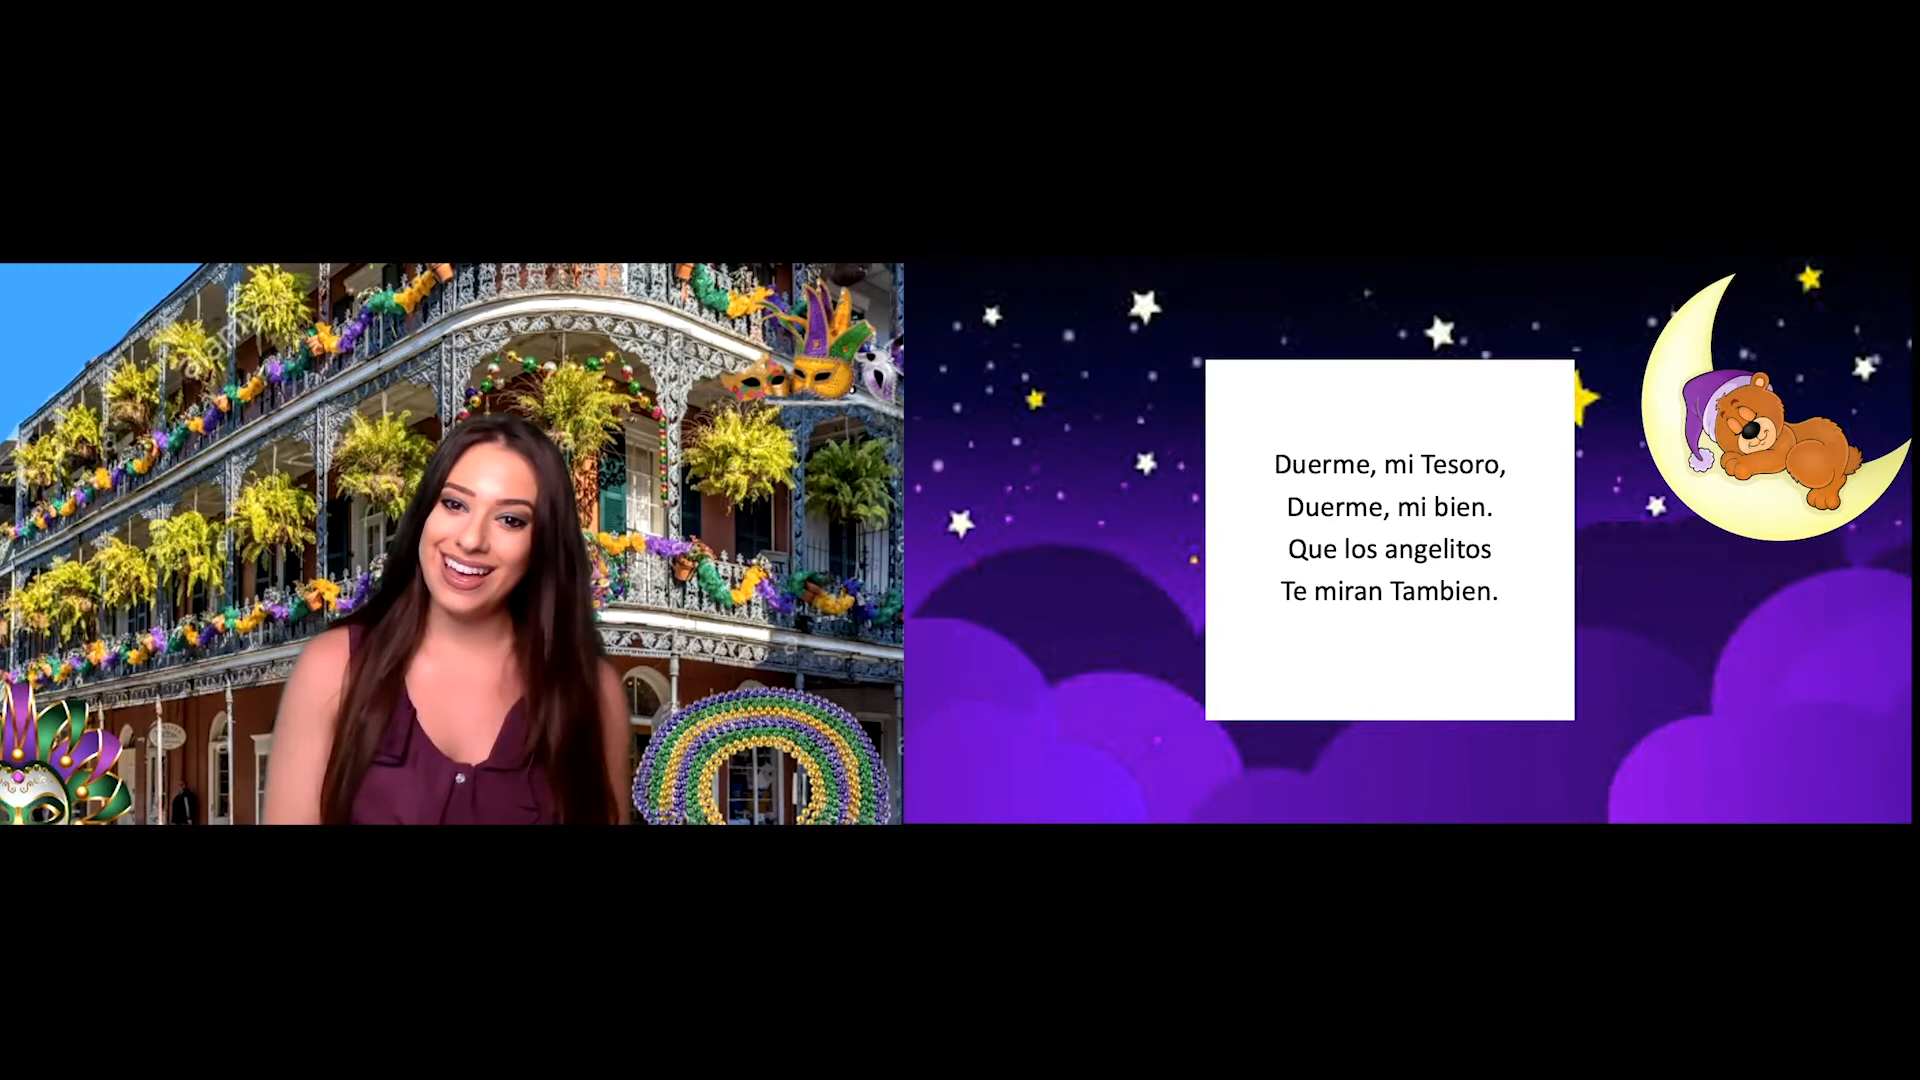 Duerme, mi Tesoro,
Duerme, mi bien.
Que los angelitos
Te miran Tambien.